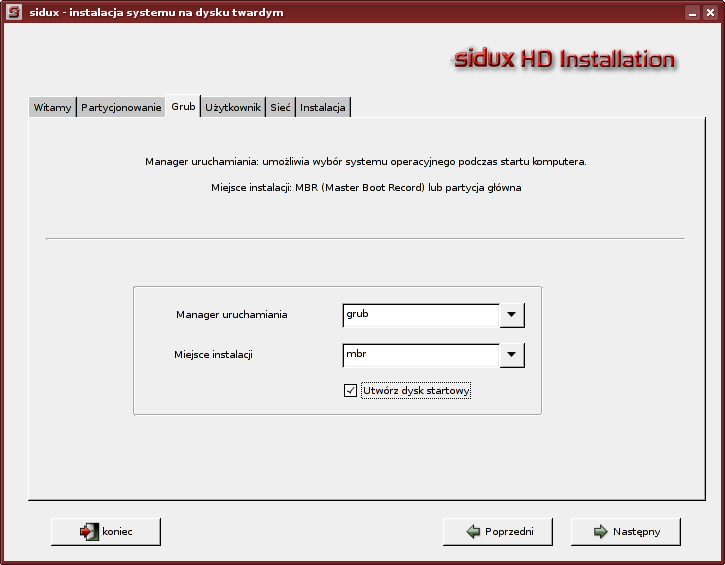 sidux - instalacja systemu na dysku twardym
sidux HD Installation
Witamy Partycjonowanie Grub Użytkownik Sieć Instalacja
Manager uruchamiania: umożliwia wybór systemu operacyjnego podczas startu komputera.
Miejsce instalacji: MBR (Master Boot Record) lub partycja główna
Manager uruchamiania grub
Miejsce instalacji mbr
Utwórz dysk startowy
koniec Poprzedni Następny